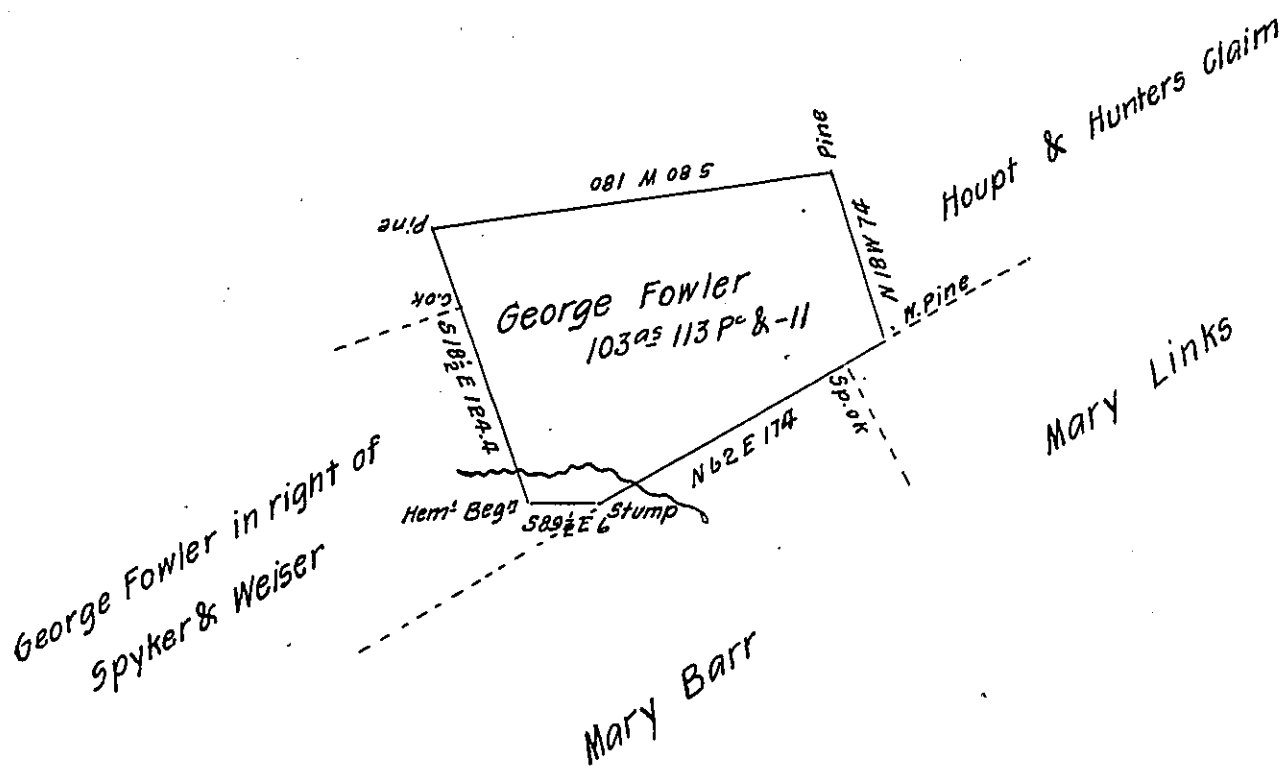 Houpt & Hunters Claim
Pine
S 80 W 180
Pine
N 18 W 74
W. Pine
C.ok
George Fowler
103as 113 Ps & -11
S 18½ E 124.4
Sp.ok
N 62 E 174
Mary Links
Hemk Begn
S 89½ E 6
Stump
George Fowler in right of
Spyker & Weiser
Mary Barr